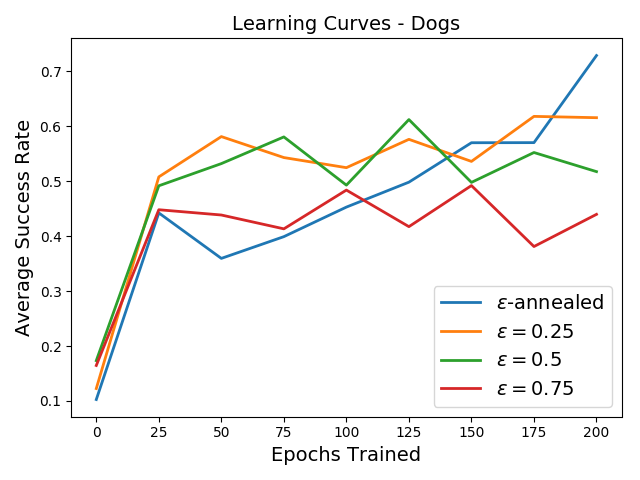 Learning Curves - Dogs
Average Success Rate
0.7
0.6
0.5
0.4
0.3
0.2
0.1
0 25 50 75 100 125 150 175 200
Epochs Trained
ε-annealed
ε = 0.25
ε = 0.5
ε = 0.75